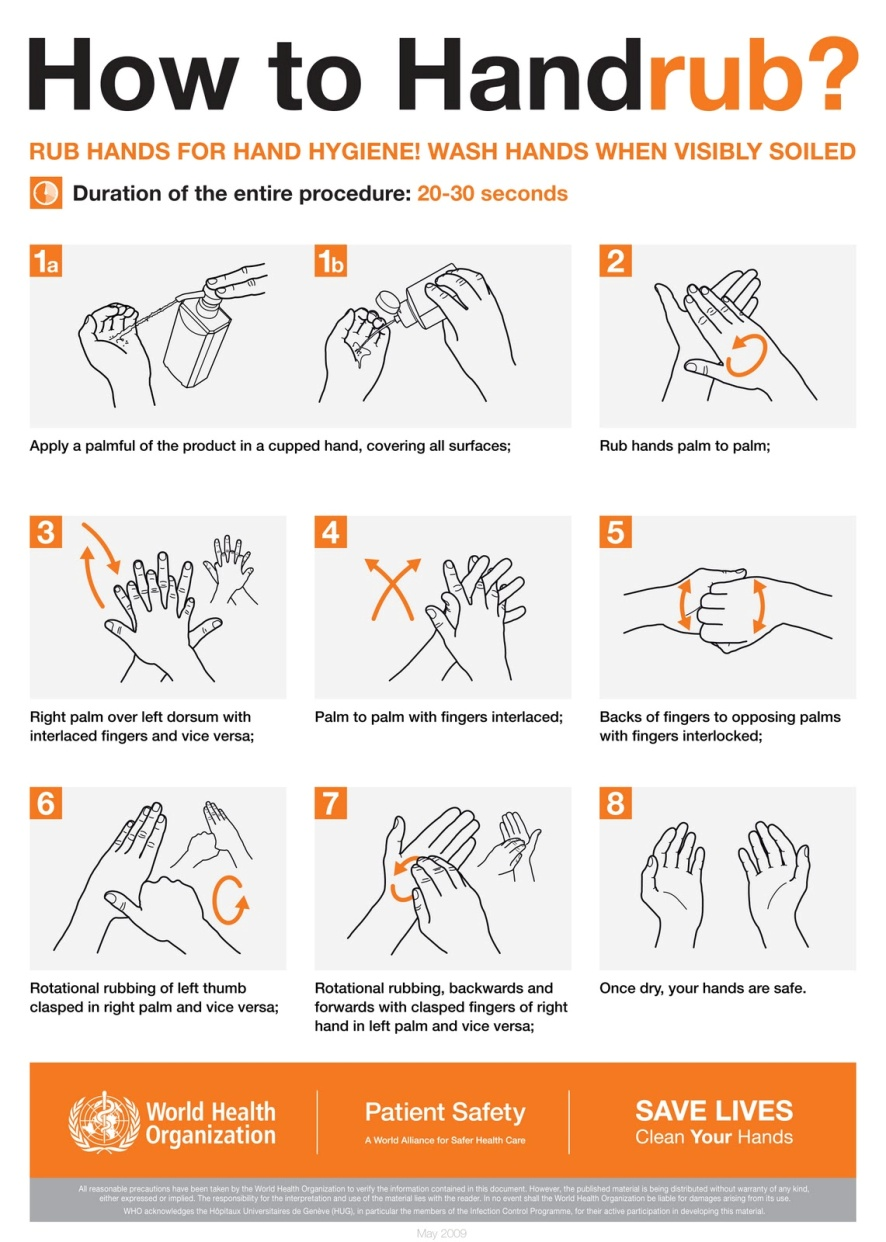 How to Handrub?
RUB HANDS FOR HAND HYGIENE! WASH HANDS WHEN VISIBLY SOILED
Duration of the entire procedure: 20-30 seconds
1a
1b
2
Apply a palmful of the product in a cupped hand, covering all surfaces;
Rub hands palm to palm;
3
4
5
Right palm over left dorsum with
interlaced fingers and vice versa;
Palm to palm with fingers interlaced;
Backs of fingers to opposing palms
with fingers interlocked;
6
7
8
Rotational rubbing of left thumb
clasped in right palm and vice versa;
Rotational rubbing, backwards and
forwards with clasped fingers of right
hand in left palm and vice versa;
Once dry, your hands are safe.
World Health
Organization
Patient Safety
A World Alliance for Safer Health Care
SAVE LIVES
Clean Your Hands
All reasonable precautions have been taken by the World Health Organization to verify the information contained in this document. However, the published material is being distributed without warranty of any kind,
either expressed or implied. The responsibility for the interpretation and use of the material lies with the reader. In no event shall the World Health Organization be liable for damages arising from its use.
WHO acknowledges the Hôpitaux Universitaires de Genève (HUG), in particular the members of the Infection Control Programme, for their active participation in developing this material.
May 2009